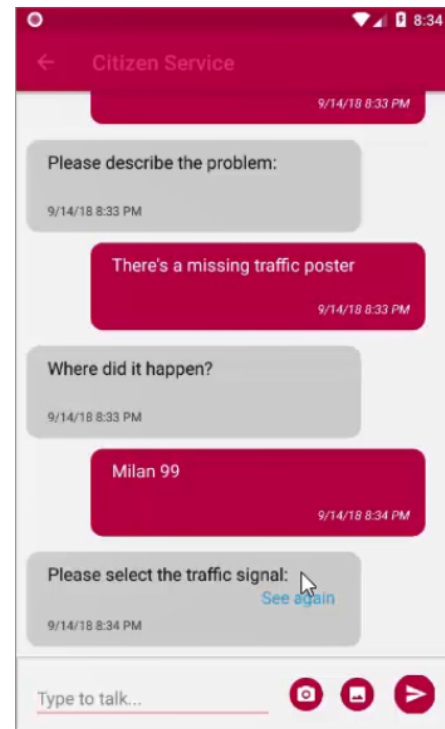 8:34
Citizen Service
9/14/18 8:33 PM
Please describe the problem:
9/14/18 8:33 PM
There's a missing traffic poster
9/14/18 8:33 PM
Where did it happen?
9/14/18 8:33 PM
Milan 99
9/14/18 8:34 PM
Please select the traffic signal:
See again
9/14/18 8:34 PM
Type to talk...